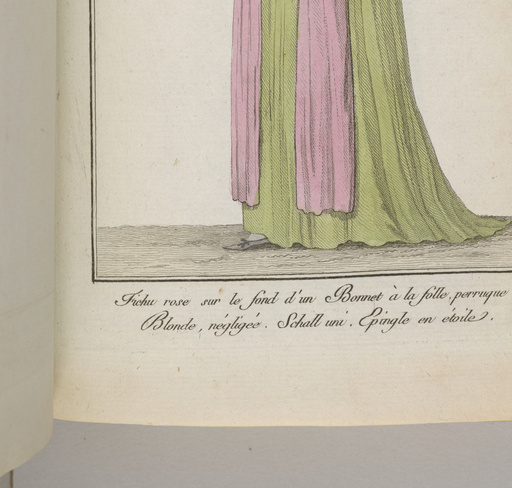 Fichu rose sur le fond d'un Bonnet à la folle, perruque
Blonde, négligée. Schall uni. Epingle en étoile.